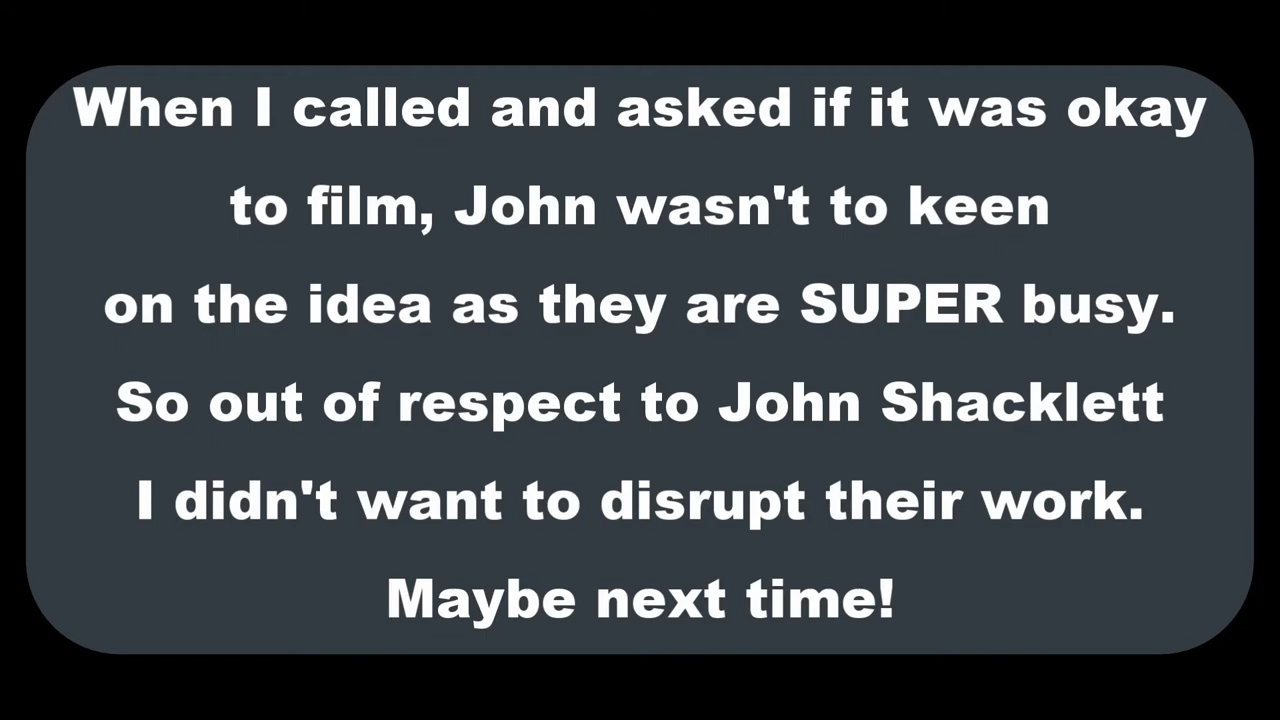 When I called and asked if it was okay
to film, John wasn't to keen
on the idea as they are SUPER busy.
So out of respect to John Shacklett
I didn't want to disrupt their work.
Maybe next time!